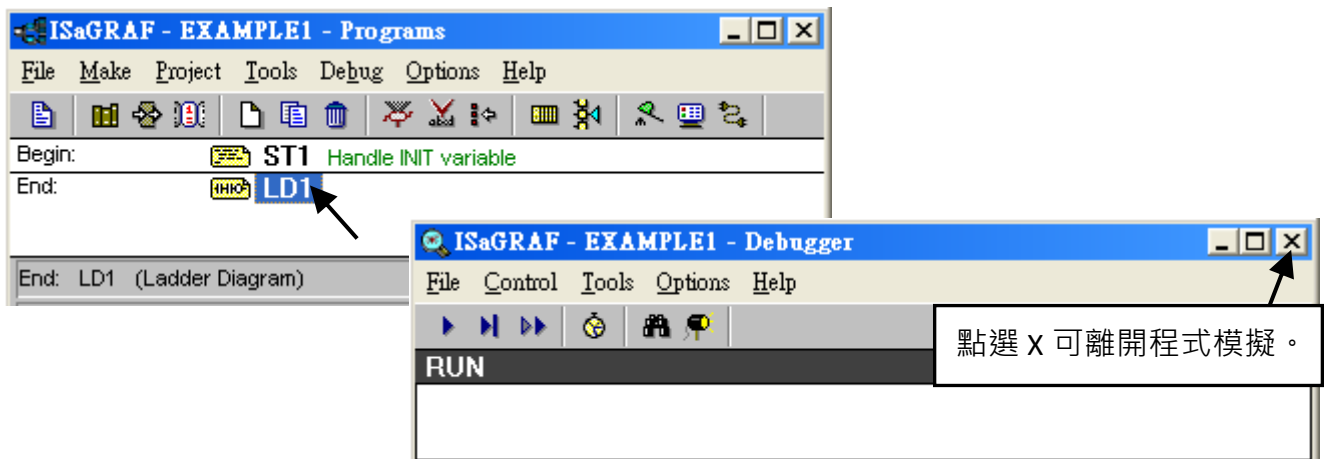 ISaGRAF - EXAMPLE1 - Programs
File Make Project Tools Debug Options Help
Begin: ST1 Handle INIT variable
End: LD1
End: LD1 (Ladder Diagram)
ISaGRAF - EXAMPLE1 - Debugger
File Control Tools Options Help
RUN
點選 X 可離開程式模擬。